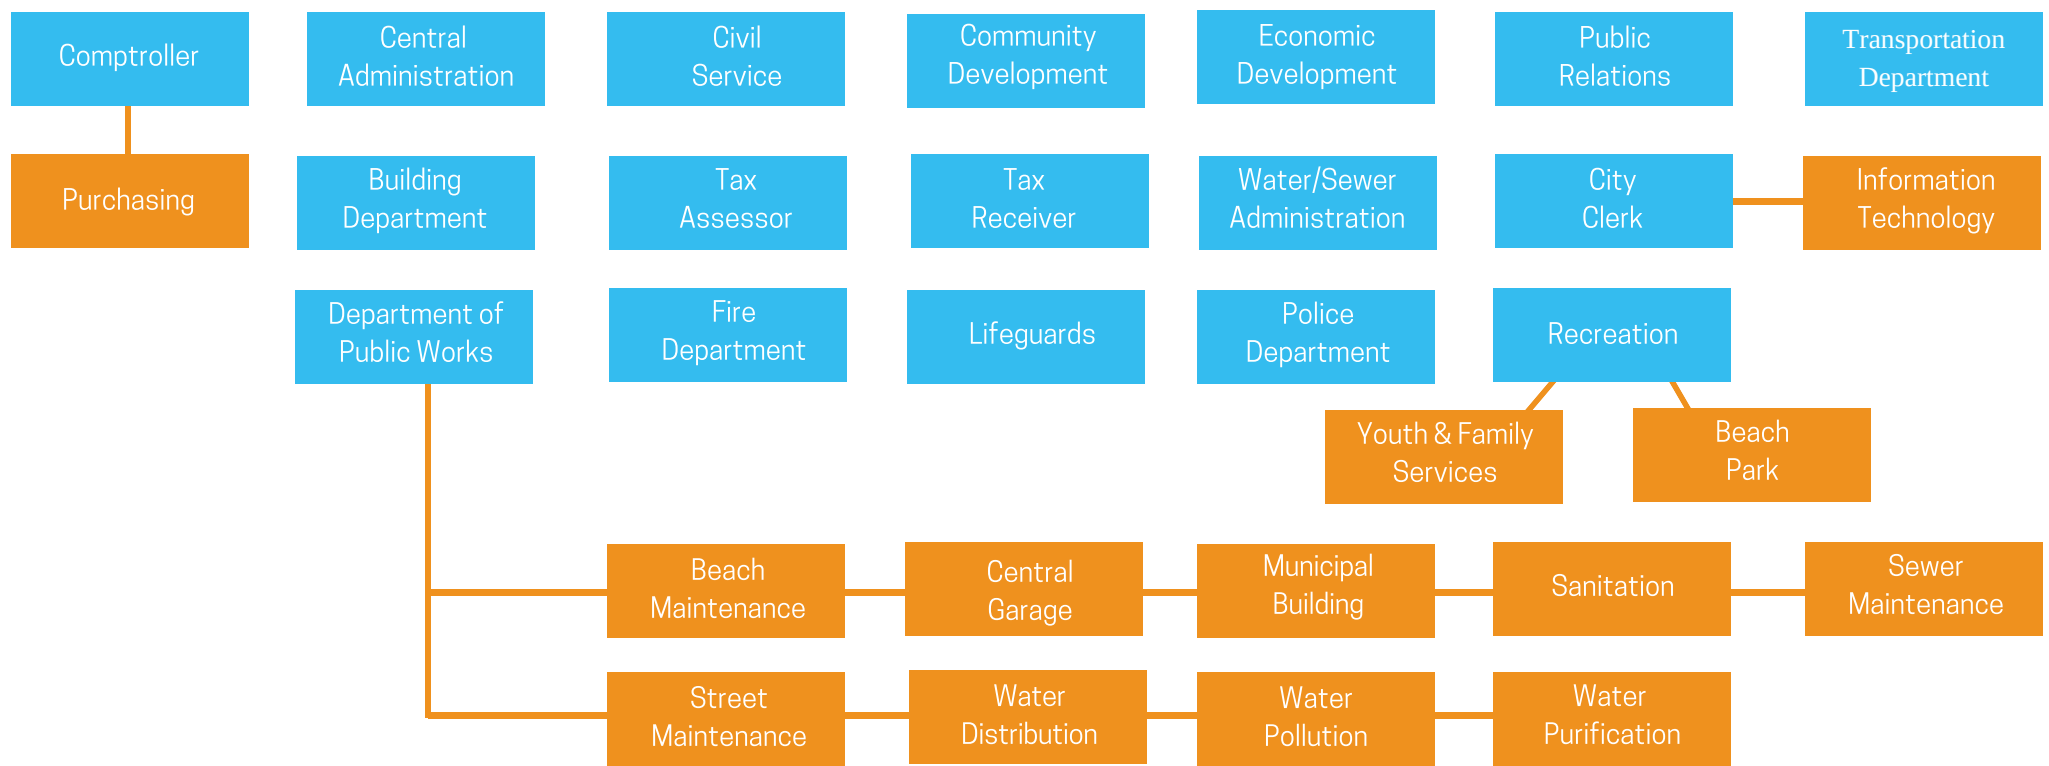 Comptroller
Central
Administration
Civil
Service
Community
Development
Economic
Development
Public
Relations
Transportation
Department
Purchasing
Building
Department
Tax
Assessor
Tax
Receiver
Water/Sewer
Administration
City
Clerk
Information
Technology
Department of
Public Works
Fire
Department
Lifeguards
Police
Department
Recreation
Youth & Family
Services
Beach
Park
Beach
Maintenance
Central
Garage
Municipal
Building
Sanitation
Sewer
Maintenance
Street
Maintenance
Water
Distribution
Water
Pollution
Water
Purification